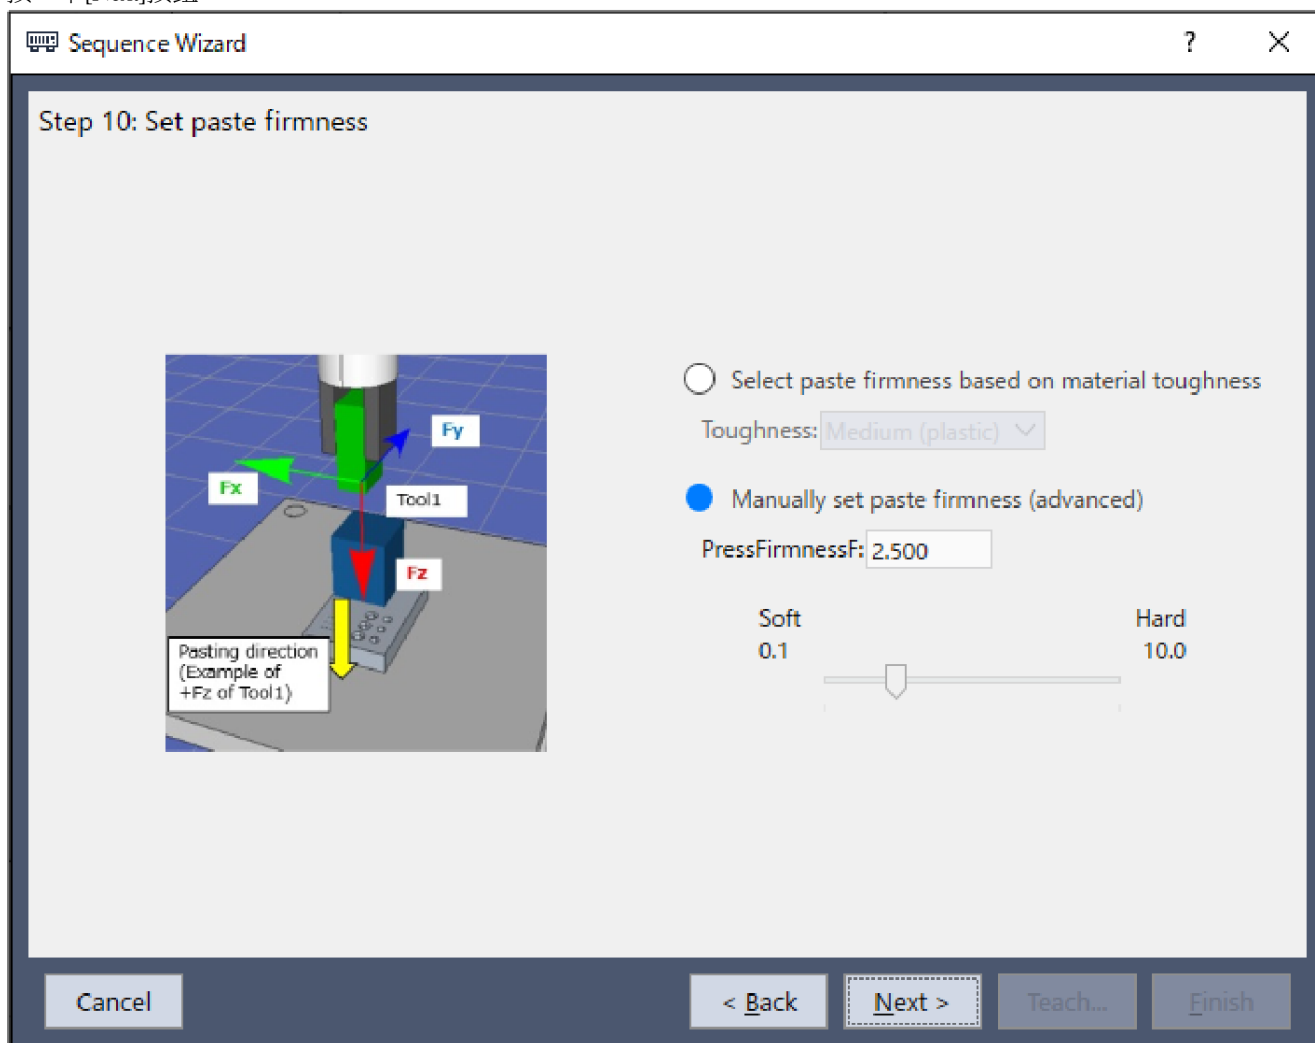 Sequence Wizard
?
Step 10: Set paste firmness
Fy
Fx
Tool1
Fz
Pasting direction
(Example of
+Fz of Tool1)
Select paste firmness based on material toughness
Toughness: Medium (plastic)
Manually set paste firmness (advanced)
PressFirmnessF: 2.500
Soft Hard
0.1 10.0
Cancel < Back Next > Teach... Finish